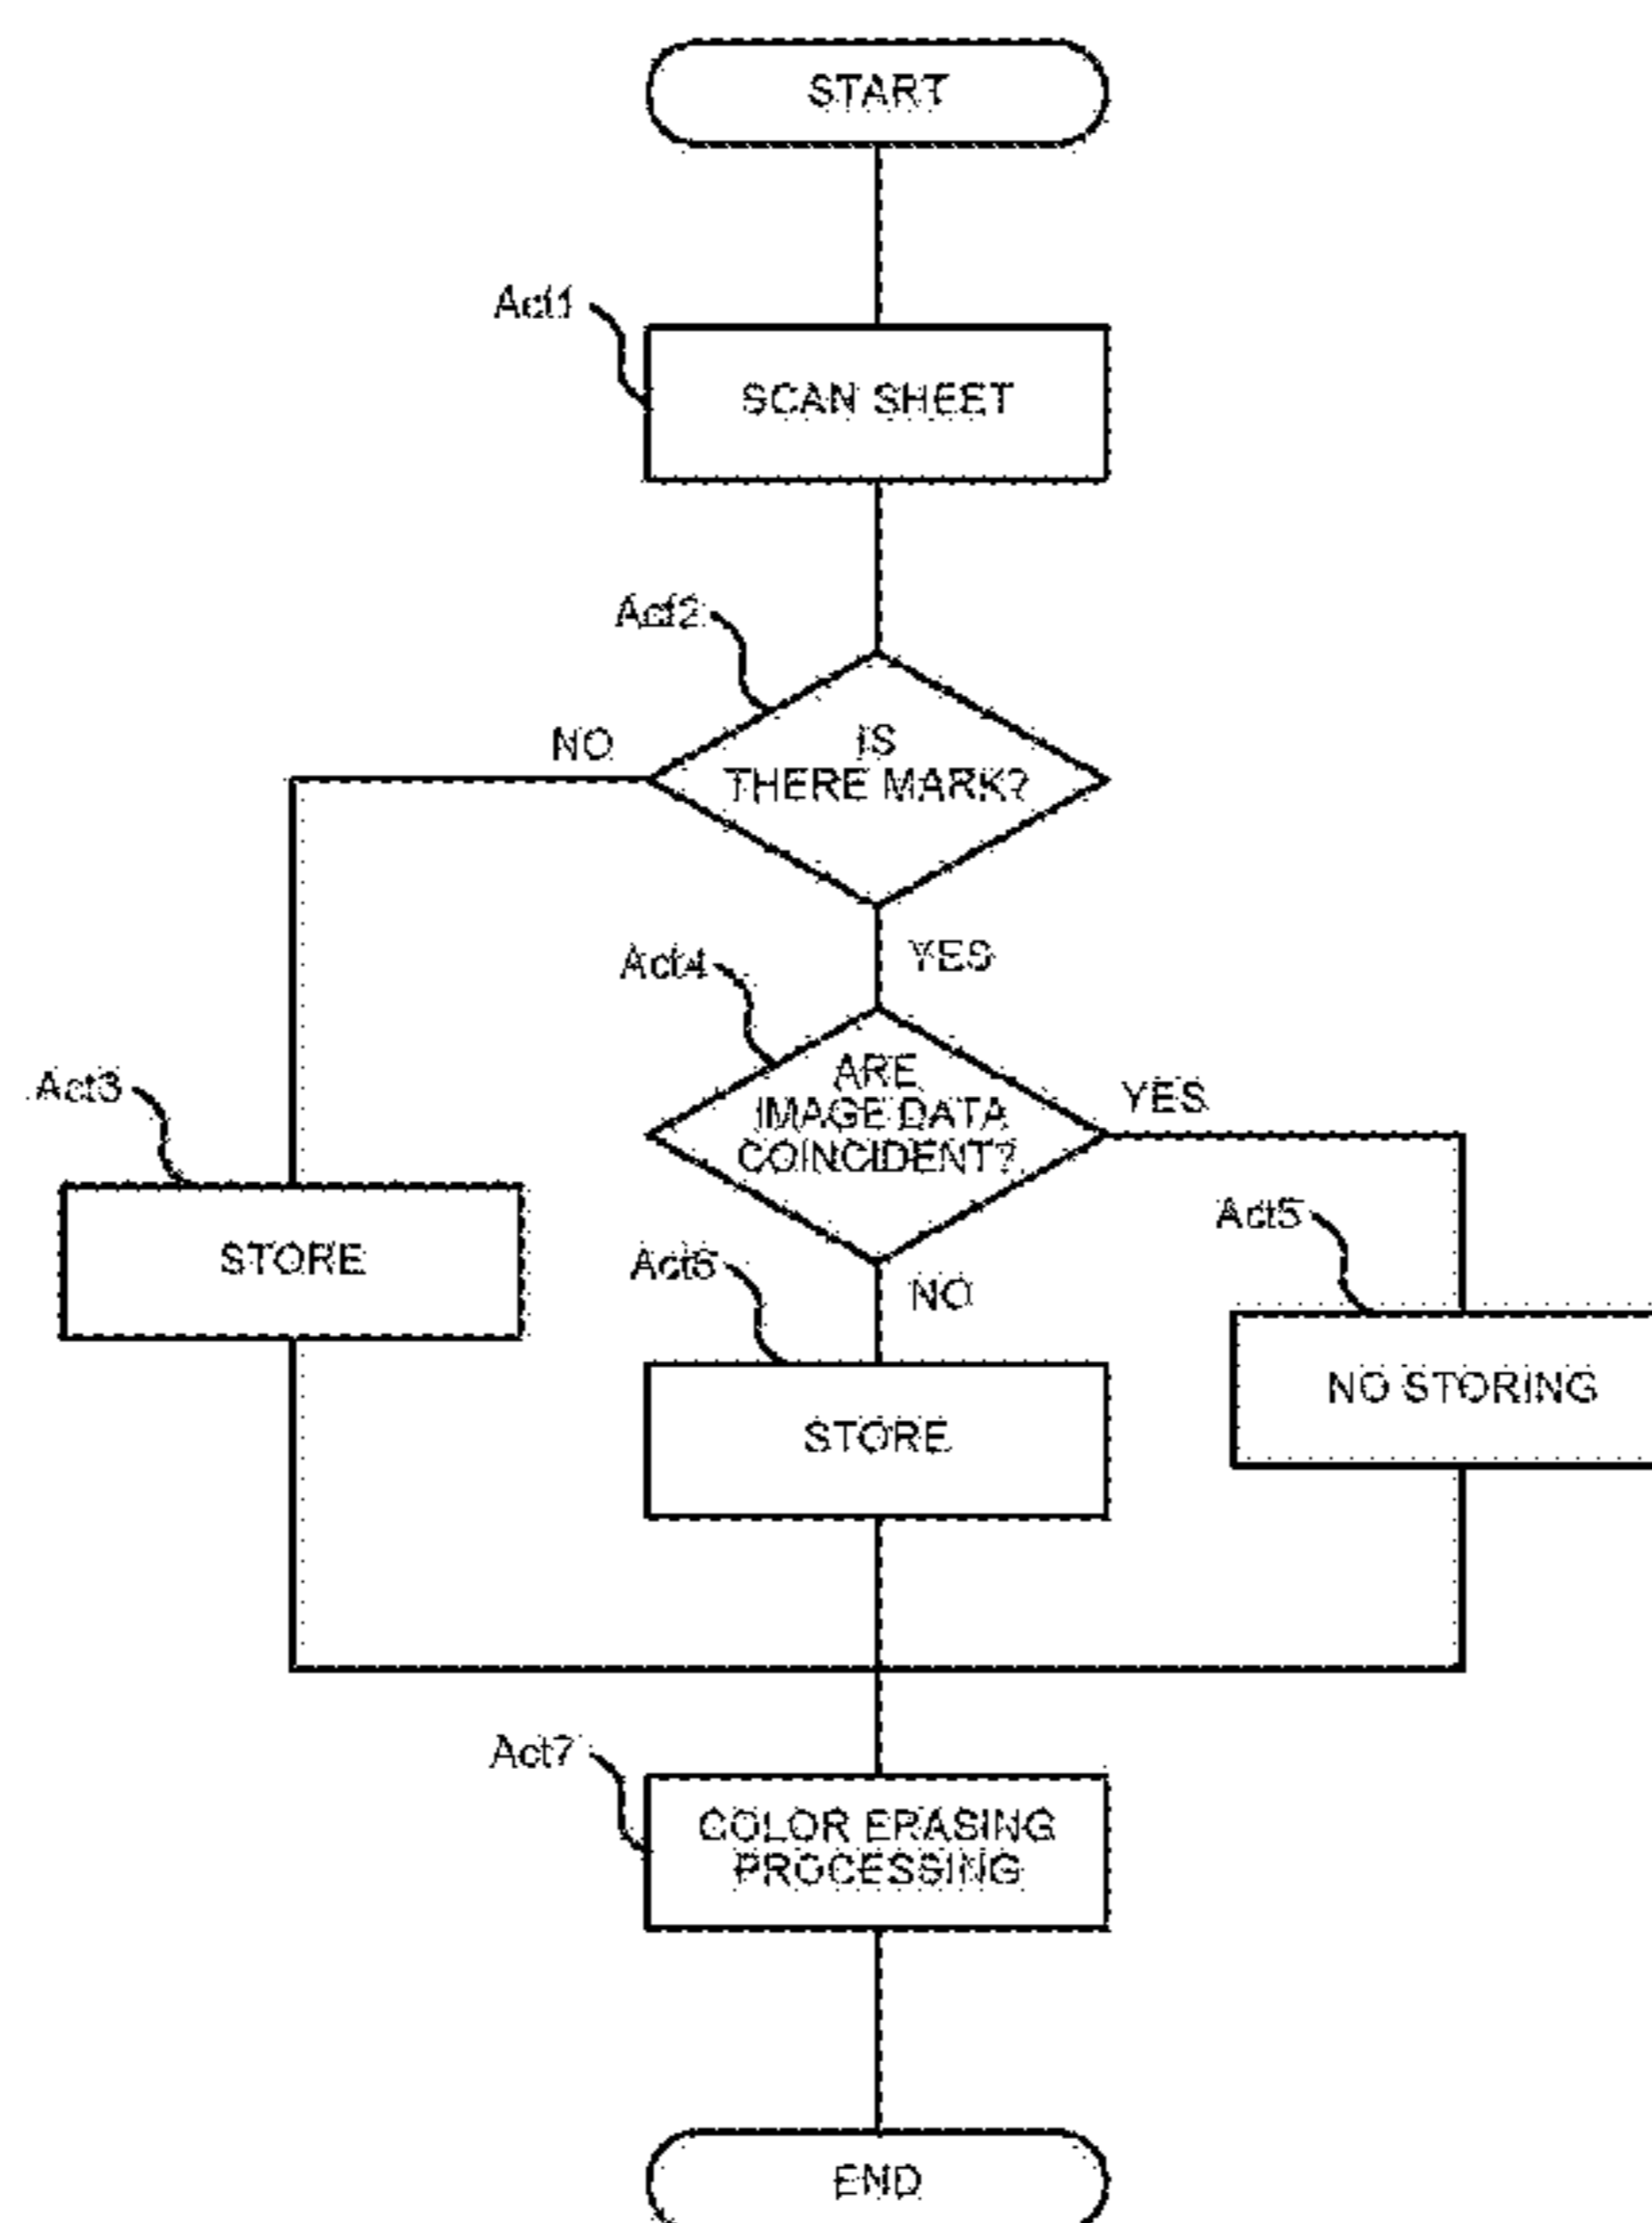 START
Act1
SCAN SHEET
Act2
NO
IS
THERE MARK?
YES
Act4
ARE
IMAGE DATA
COINCIDENT?
YES
Act3
STORE
Act5
NO STORING
Act6
NO
STORE
Act7
COLOR ERASING
PROCESSING
END